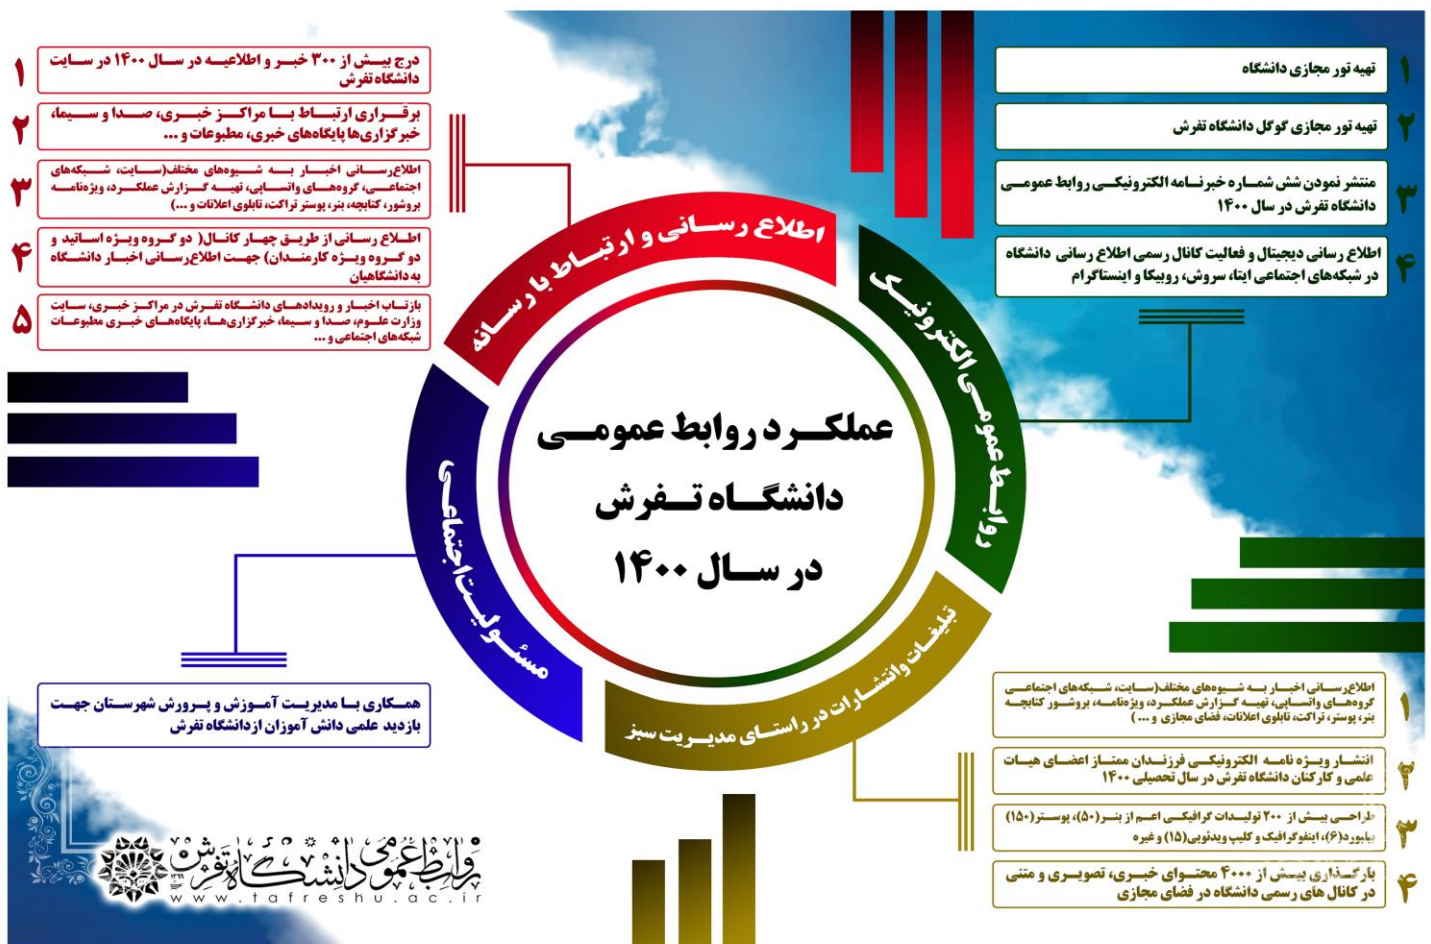 عملکرد روابط عمومی
دانشگاه تفرش
در سال ۱۴۰۰
روابط عمومی الکترونیک
۱
تهیه تور مجازی دانشگاه
۲
تهیه تور مجازی گوگل دانشگاه تفرش
۳
منتشر نمودن شش شماره خبرنامه الکترونیکی روابط عمومی
دانشگاه تفرش در سال ۱۴۰۰
۴
اطلاع رسانی دیجیتال و فعالیت کانال رسمی اطلاع رسانی دانشگاه
در شبکه‌های اجتماعی ایتا، سروش، روبیکا و اینستاگرام
اطلاع رسانی و ارتباط با رسانه
۱
درج بیش از ۳۰۰ خبر و اطلاعیه در سال ۱۴۰۰ در سایت
دانشگاه تفرش
۲
برقراری ارتباط با مراکز خبری، صدا و سیما،
خبرگزاری‌ها پایگاه‌های خبری، مطبوعات و ...
۳
اطلاع‌رسانی اخبار به شیوه‌های مختلف(سایت، شبکه‌های
اجتماعی، گروه‌های واتساپی، تهیه گزارش عملکرد، ویژه‌نامه
بروشور، کتابچه، بنر، پوستر تراکت، تابلوی اعلانات و ...)
۴
اطلاع رسانی از طریق چهار کانال( دو گروه ویژه اساتید و
دو گروه ویژه کارمندان) جهت اطلاع‌رسانی اخبار دانشگاه
به دانشگاهیان
۵
بازتاب اخبار و رویدادهای دانشگاه تفرش در مراکز خبری، سایت
وزارت علوم، صدا و سیما، خبرگزاری‌ها، پایگاه‌های خبری مطبوعات
شبکه‌های اجتماعی و ...
مسئولیت اجتماعی
همکاری با مدیریت آموزش و پرورش شهرستان جهت
بازدید علمی دانش آموزان ازدانشگاه تفرش
تبلیغات وانتشارات در راستای مدیریت سبز
۱
اطلاع‌رسانی اخبار به شیوه‌های مختلف(سایت، شبکه‌های اجتماعی
گروه‌های واتساپی، تهیه گزارش عملکرد، ویژه‌نامه، بروشور کتابچه
بنر، پوستر، تراکت، تابلوی اعلانات، فضای مجازی و ... )
۲
انتشار ویژه نامه الکترونیکی فرزندان ممتاز اعضای هیات
علمی و کارکنان دانشگاه تفرش در سال تحصیلی ۱۴۰۰
۳
طراحی بیش از ۲۰۰ تولیدات گرافیکی اعم از بنر(۵۰)، پوستر(۱۵۰)
بیلبورد(۶)، اینفوگرافیک و کلیپ ویدئویی(۱۵) و غیره
۴
بارگذاری بیش از ۴۰۰۰ محتوای خبری، تصویری و متنی
در کانال های رسمی دانشگاه در فضای مجازی
روابط عمومی دانشگاه تفرش
www.tafreshu.ac.ir